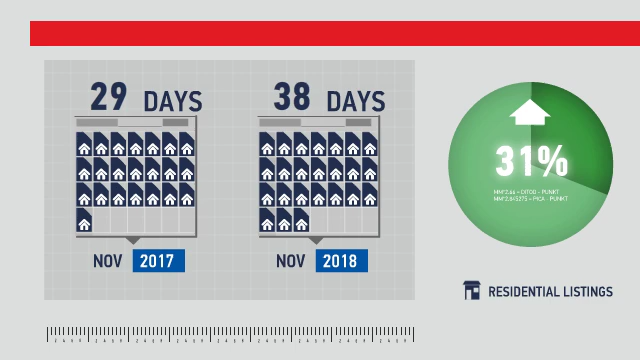 29 DAYS
38 DAYS
NOV 2017
NOV 2018
31%
RESIDENTIAL LISTINGS